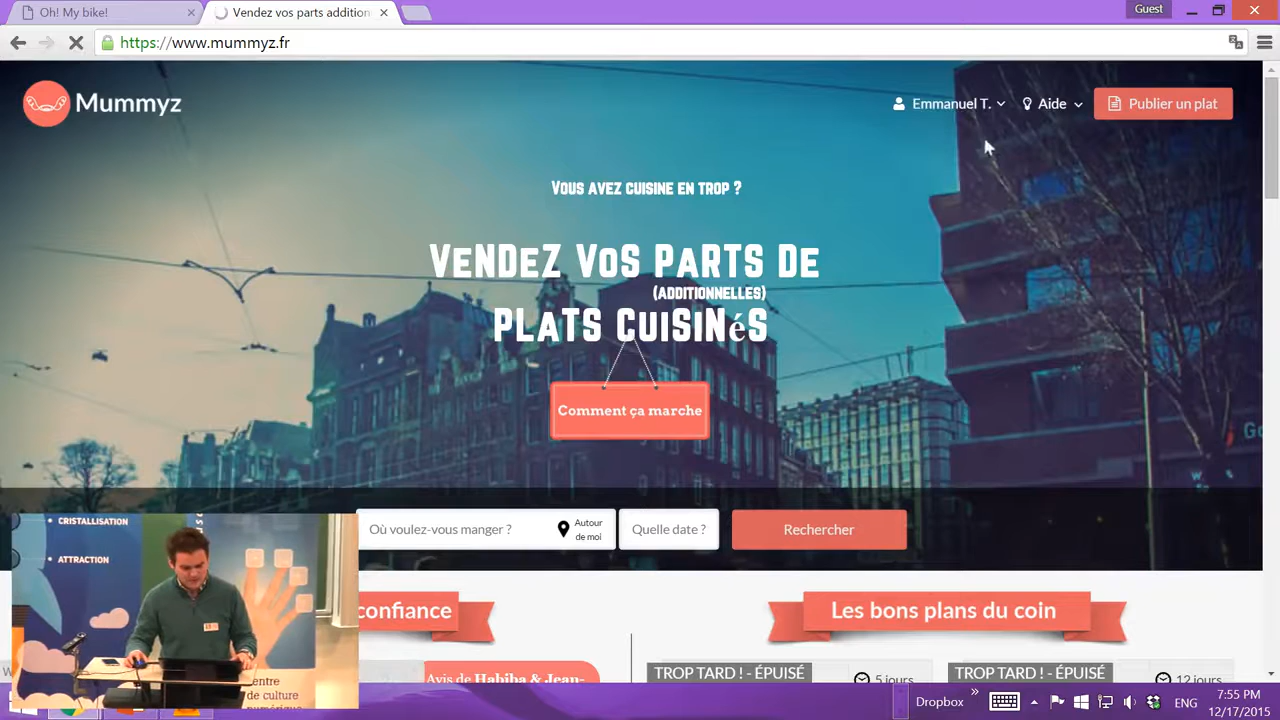 Oh! My bike!
Vendez vos parts addition
Guest
https://www.mummyz.fr
Mummyz
Emmanuel T.
Aide
Publier un plat
Vous avez cuisiné en trop ?
Vendez vos parts de
(additionnelles)
plats cuisinés
Comment ça marche
Où voulez-vous manger ?
Autour
de moi
Quelle date ?
Rechercher
CRISTALLISATION
ATTRACTION
confiance
Les bons plans du coin
Avis de Habiba & Jean-
TROP TARD ! - ÉPUISÉ
5 jours
TROP TARD ! - ÉPUISÉ
12 jours
entre
de culture
numérique
Dropbox
ENG
7:55 PM
12/17/2015